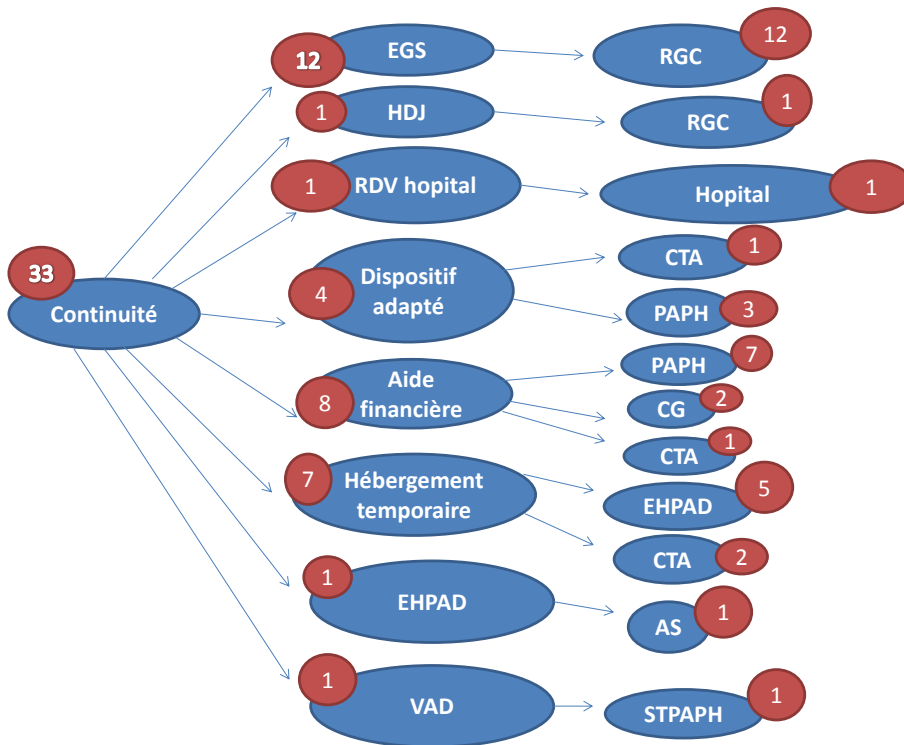 12
EGS
RGC
12
1
HDJ
RGC
1
1
RDV hopital
Hopital
1
33
Continuité
4
Dispositif
adapté
CTA
1
PAPH
3
8
Aide
financière
PAPH
7
CG
2
CTA
1
7
Hébergement
temporaire
EHPAD
5
CTA
2
1
EHPAD
AS
1
1
VAD
STPAPH
1